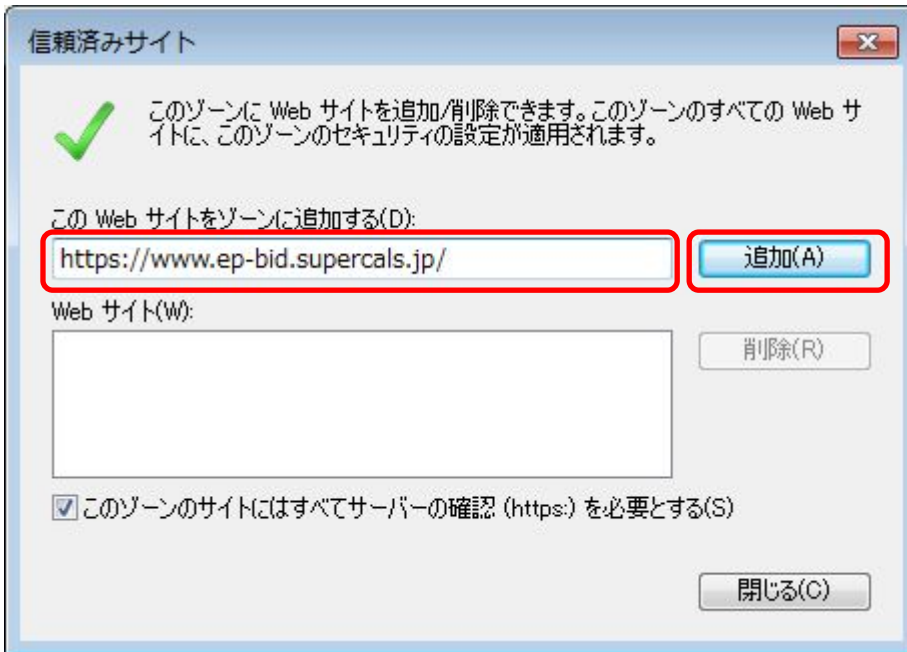 信頼済みサイト
このゾーンに Web サイトを追加/削除できます。このゾーンのすべての Web サ
イトに、このゾーンのセキュリティの設定が適用されます。
この Web サイトをゾーンに追加する(D):
https://www.ep-bid.supercals.jp/
追加(A)
Web サイト(W):
削除(R)
このゾーンのサイトにはすべてサーバーの確認 (https:) を必要とする(S)
閉じる(C)